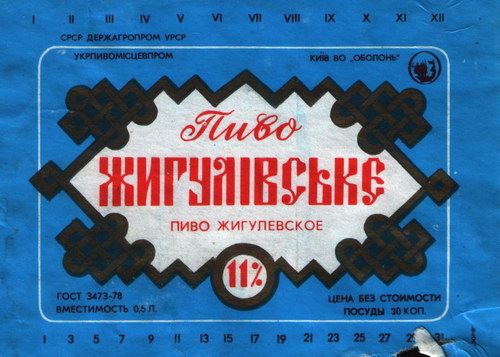 I II III IV V VI VII VIII IX X XI XII
СРСР ДЕРЖАГРОПРОМ УРСР
УКРПИВОМІСЦЕВПРОМ
КИЇВ. ВО „ОБОЛОНЬ"
Пиво
ЖИГУЛІВСЬКЕ
ПИВО ЖИГУЛЕВСКОЕ
11%
ГОСТ 3473-78
ВМЕСТИМОСТЬ 0,5 Л.
ЦЕНА БЕЗ СТОИМОСТИ
ПОСУДЫ 30 КОП.
1 3 5 7 9 11 13 15 17 19 21 23 25 27 29 31